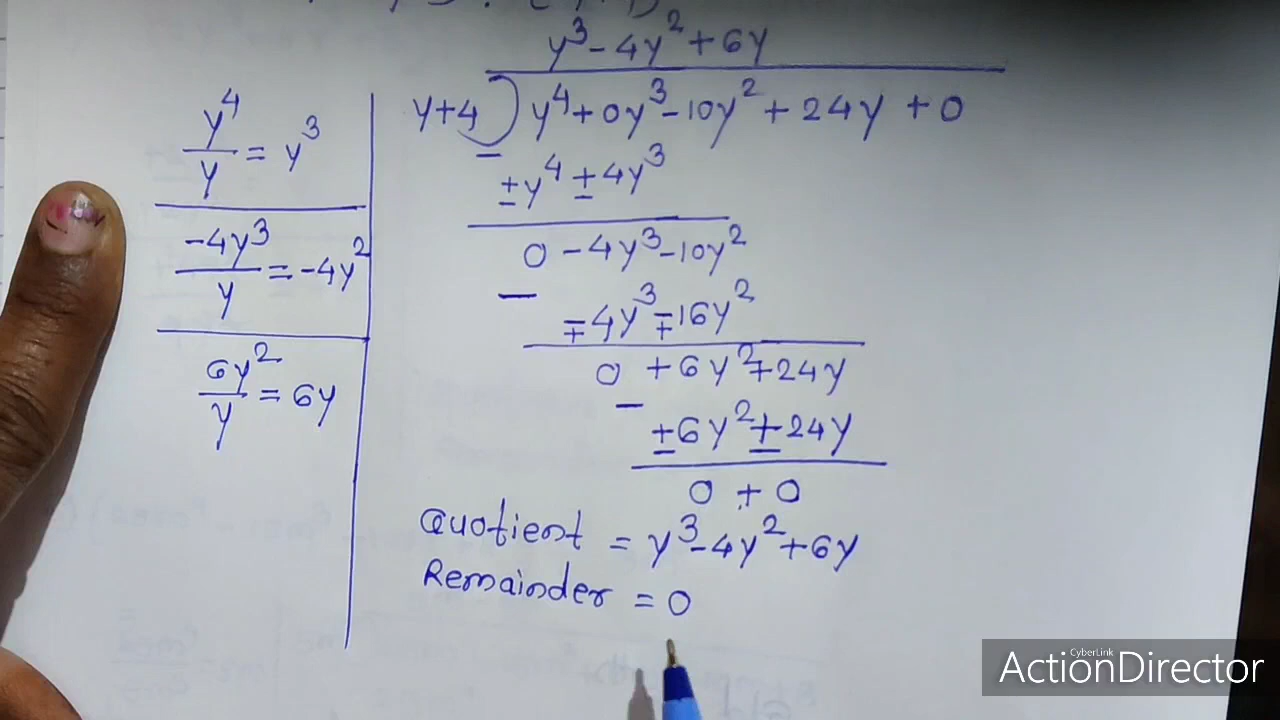 y³ - 4y² + 6y
y+4 ) y⁴ + 0y³ - 10y² + 24y + 0
− ± y⁴ ± 4y³
0 - 4y³ - 10y²
− ∓ 4y³ ∓ 16y²
0 + 6y² + 24y
− ± 6y² ± 24y
0 + 0
Quotient = y³ - 4y² + 6y
Remainder = 0
y⁴/y = y³
-4y³/y = -4y²
6y²/y = 6y
CyberLink
ActionDirector